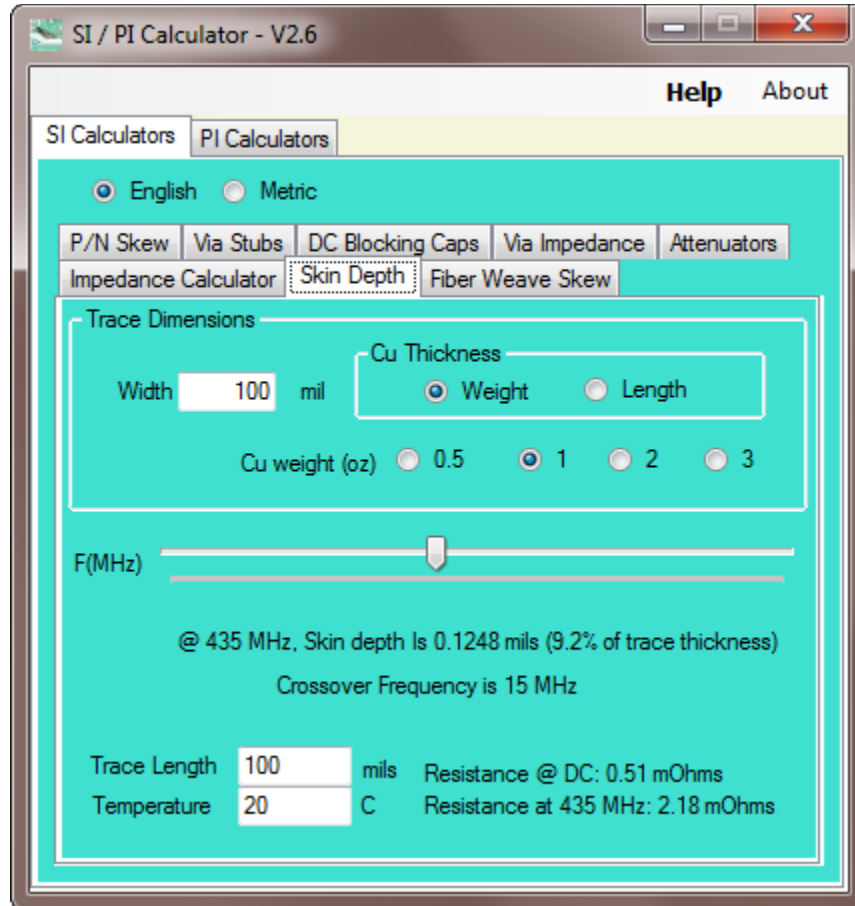 SI / PI Calculator - V2.6
Help About
SI Calculators PI Calculators
English Metric
P/N Skew Via Stubs DC Blocking Caps Via Impedance Attenuators
Impedance Calculator Skin Depth Fiber Weave Skew
Trace Dimensions
Cu Thickness
Width 100 mil Weight Length
Cu weight (oz) 0.5 1 2 3
F(MHz)
@ 435 MHz, Skin depth Is 0.1248 mils (9.2% of trace thickness)
Crossover Frequency is 15 MHz
Trace Length 100 mils Resistance @ DC: 0.51 mOhms
Temperature 20 C Resistance at 435 MHz: 2.18 mOhms